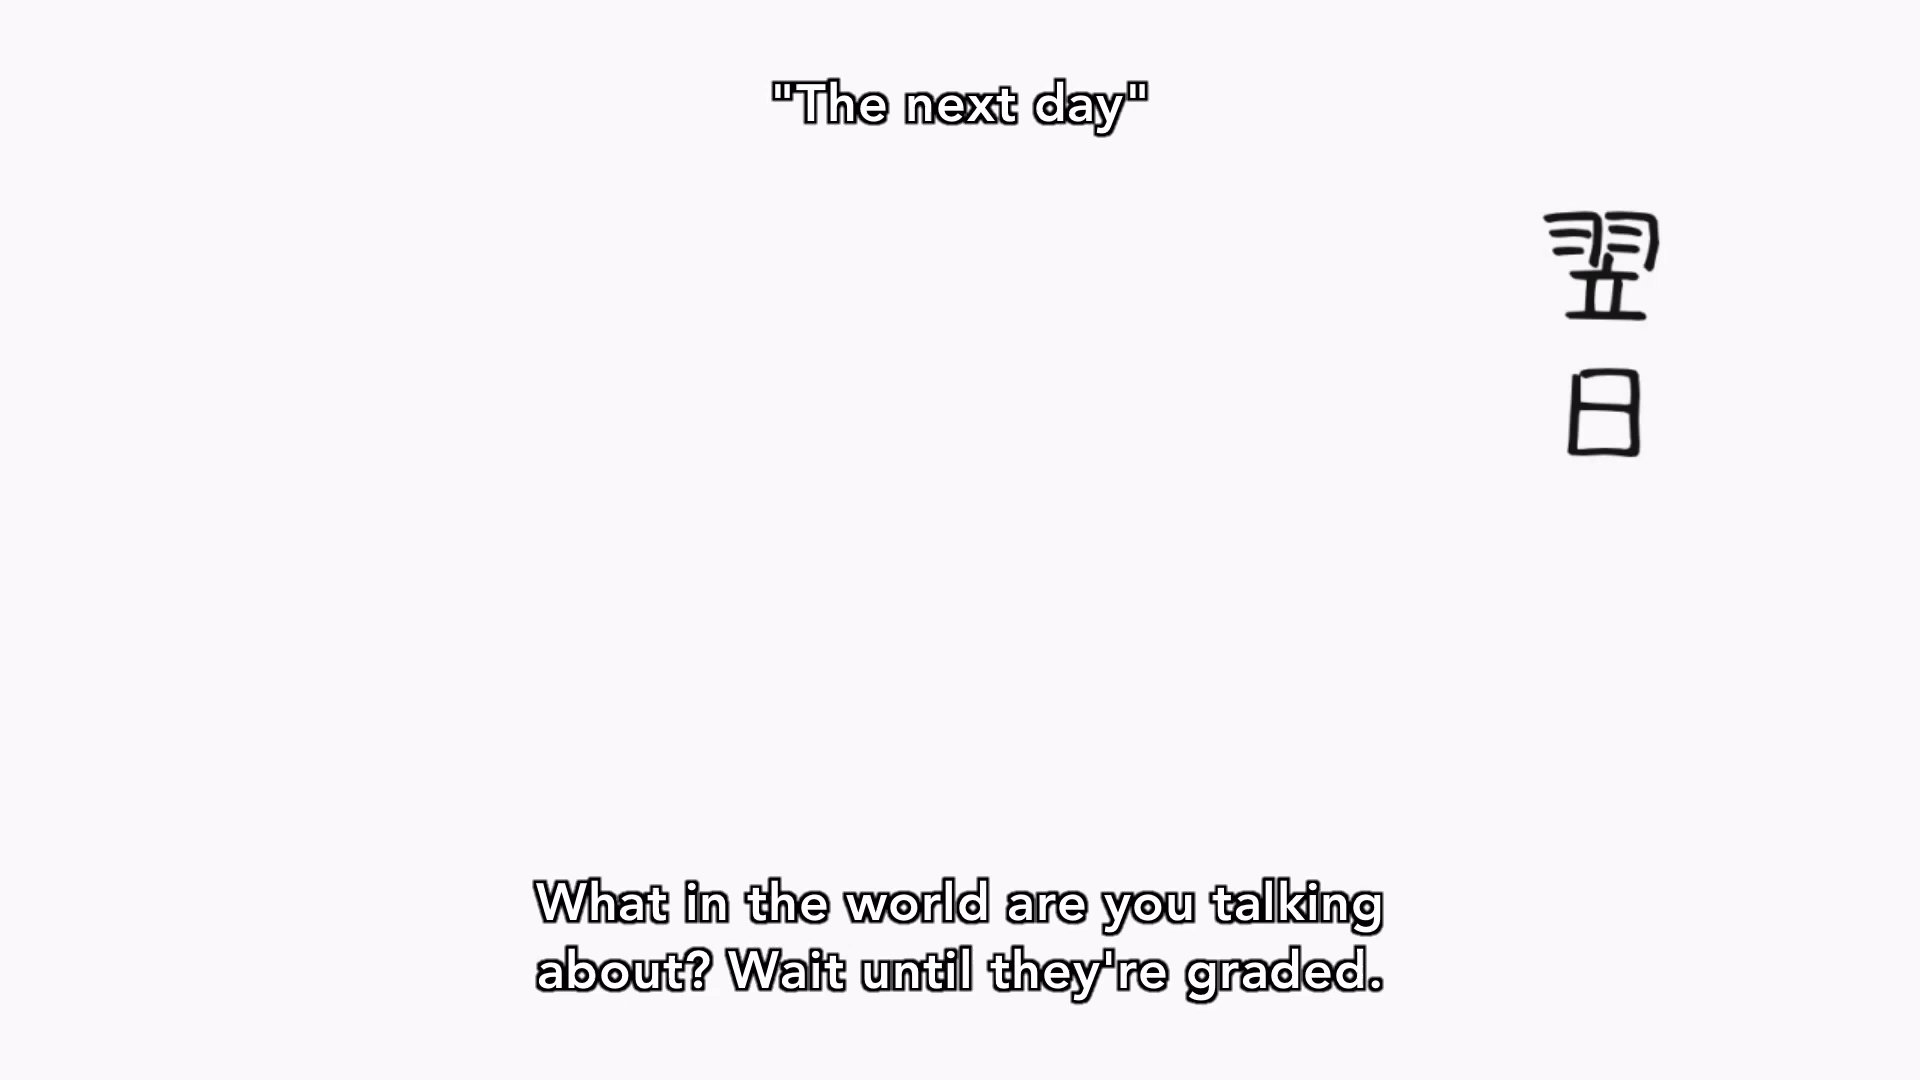 "The next day"
翌日
What in the world are you talking
about? Wait until they're graded.